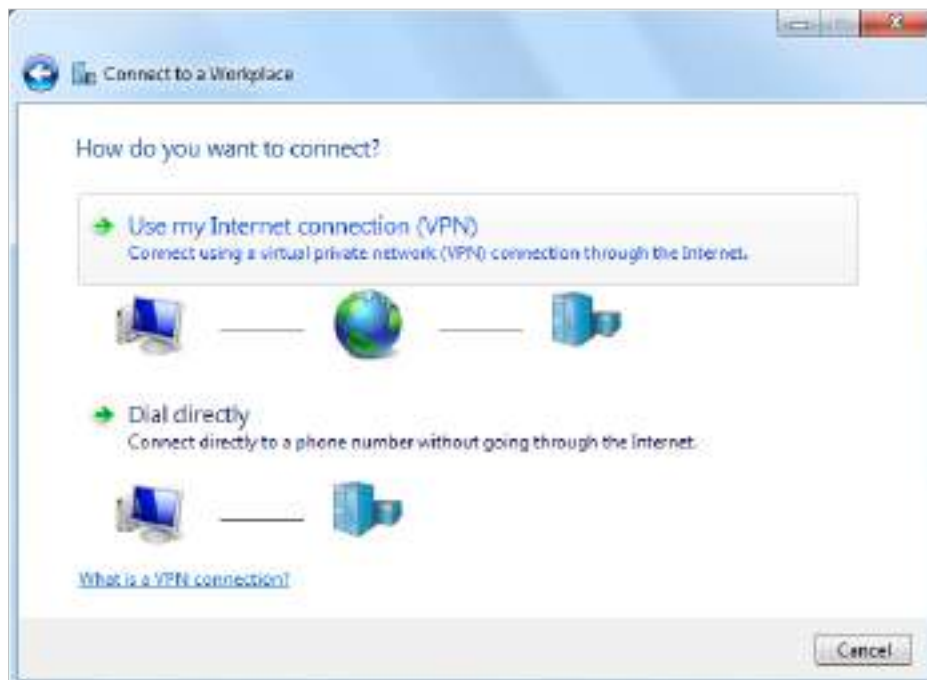 Connect to a Workplace
How do you want to connect?
Use my Internet connection (VPN)
Connect using a virtual private network (VPN) connection through the Internet.
Dial directly
Connect directly to a phone number without going through the Internet.
What is a VPN connection?
Cancel